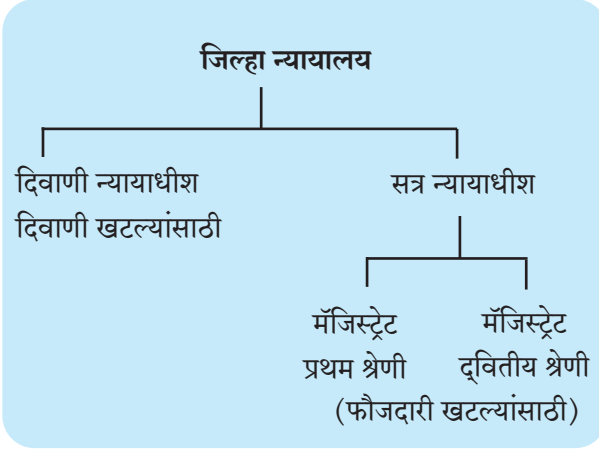 जिल्हा न्यायालय
दिवाणी न्यायाधीश
दिवाणी खटल्यांसाठी
सत्र न्यायाधीश
मॅजिस्ट्रेट
प्रथम श्रेणी
मॅजिस्ट्रेट
द्‌वितीय श्रेणी
(फौजदारी खटल्यांसाठी)